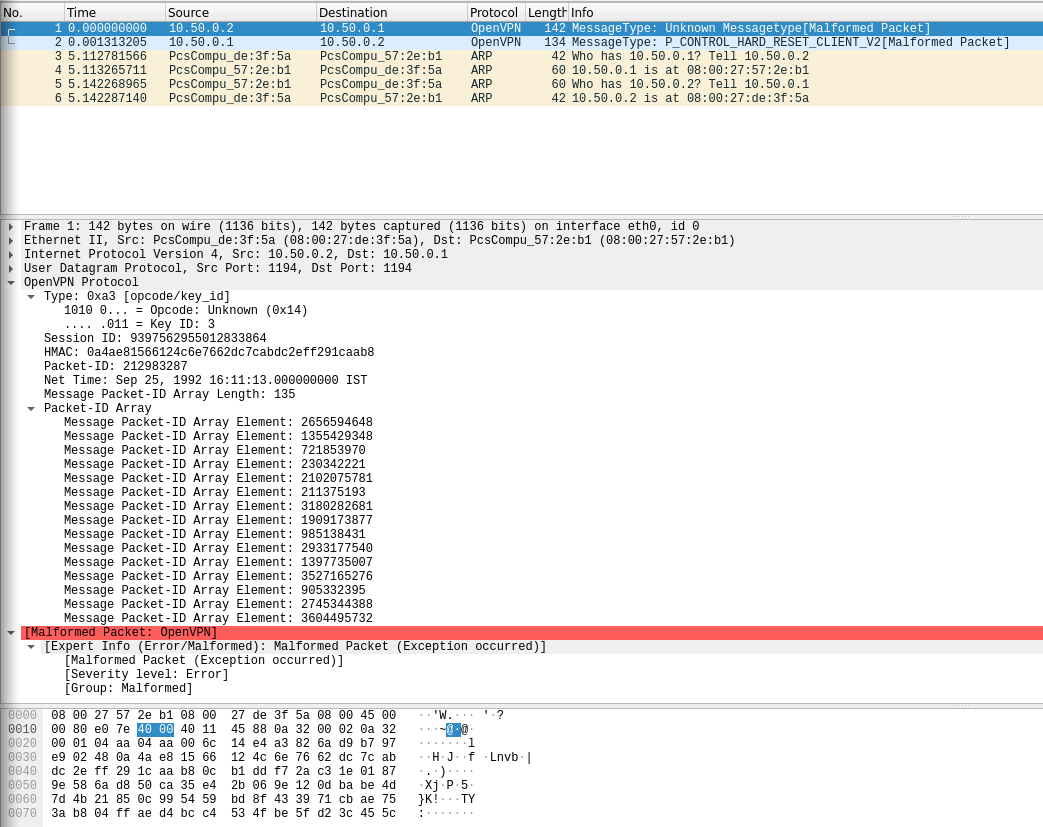 No. Time Source Destination Protocol Length Info
1 0.000000000 10.50.0.2 10.50.0.1 OpenVPN 142 MessageType: Unknown Messagetype[Malformed Packet]
2 0.001313205 10.50.0.1 10.50.0.2 OpenVPN 134 MessageType: P_CONTROL_HARD_RESET_CLIENT_V2[Malformed Packet]
3 5.112781566 PcsCompu_de:3f:5a PcsCompu_57:2e:b1 ARP 42 Who has 10.50.0.1? Tell 10.50.0.2
4 5.113265711 PcsCompu_57:2e:b1 PcsCompu_de:3f:5a ARP 60 10.50.0.1 is at 08:00:27:57:2e:b1
5 5.142268965 PcsCompu_57:2e:b1 PcsCompu_de:3f:5a ARP 60 Who has 10.50.0.2? Tell 10.50.0.1
6 5.142287140 PcsCompu_de:3f:5a PcsCompu_57:2e:b1 ARP 42 10.50.0.2 is at 08:00:27:de:3f:5a
Frame 1: 142 bytes on wire (1136 bits), 142 bytes captured (1136 bits) on interface eth0, id 0
Ethernet II, Src: PcsCompu_de:3f:5a (08:00:27:de:3f:5a), Dst: PcsCompu_57:2e:b1 (08:00:27:57:2e:b1)
Internet Protocol Version 4, Src: 10.50.0.2, Dst: 10.50.0.1
User Datagram Protocol, Src Port: 1194, Dst Port: 1194
OpenVPN Protocol
Type: 0xa3 [opcode/key_id]
1010 0... = Opcode: Unknown (0x14)
.... .011 = Key ID: 3
Session ID: 9397562955012833864
HMAC: 0a4ae81566124c6e7662dc7cabdc2eff291caab8
Packet-ID: 212983287
Net Time: Sep 25, 1992 16:11:13.000000000 IST
Message Packet-ID Array Length: 135
Packet-ID Array
Message Packet-ID Array Element: 2656594648
Message Packet-ID Array Element: 1355429348
Message Packet-ID Array Element: 721853970
Message Packet-ID Array Element: 230342221
Message Packet-ID Array Element: 2102075781
Message Packet-ID Array Element: 211375193
Message Packet-ID Array Element: 3180282681
Message Packet-ID Array Element: 1909173877
Message Packet-ID Array Element: 985138431
Message Packet-ID Array Element: 2933177540
Message Packet-ID Array Element: 1397735007
Message Packet-ID Array Element: 3527165276
Message Packet-ID Array Element: 905332395
Message Packet-ID Array Element: 2745344388
Message Packet-ID Array Element: 3604495732
[Malformed Packet: OpenVPN]
[Expert Info (Error/Malformed): Malformed Packet (Exception occurred)]
[Malformed Packet (Exception occurred)]
[Severity level: Error]
[Group: Malformed]
0000 08 00 27 57 2e b1 08 00 27 de 3f 5a 08 00 45 00 ··'W.··· '·?
0010 00 80 e0 7e 40 00 40 11 45 88 0a 32 00 02 0a 32 ···~@·@·
0020 00 01 04 aa 04 aa 00 6c 14 e4 a3 82 6a d9 b7 97 ·······l
0030 e9 02 48 0a 4a e8 15 66 12 4c 6e 76 62 dc 7c ab ··H·J··f ·Lnvb·|
0040 dc 2e ff 29 1c aa b8 0c b1 dd f7 2a c3 1e 01 87 ·.·)····
0050 9e 58 6a d8 50 ca 35 e4 2b 06 9e 12 0d ba be 4d ·Xj·P·5·
0060 7d 4b 21 85 0c 99 54 59 bd 8f 43 39 71 cb ae 75 }K!···TY
0070 3a b8 04 ff ae d4 bc c4 53 4f be 5f d2 3c 45 5c :·······